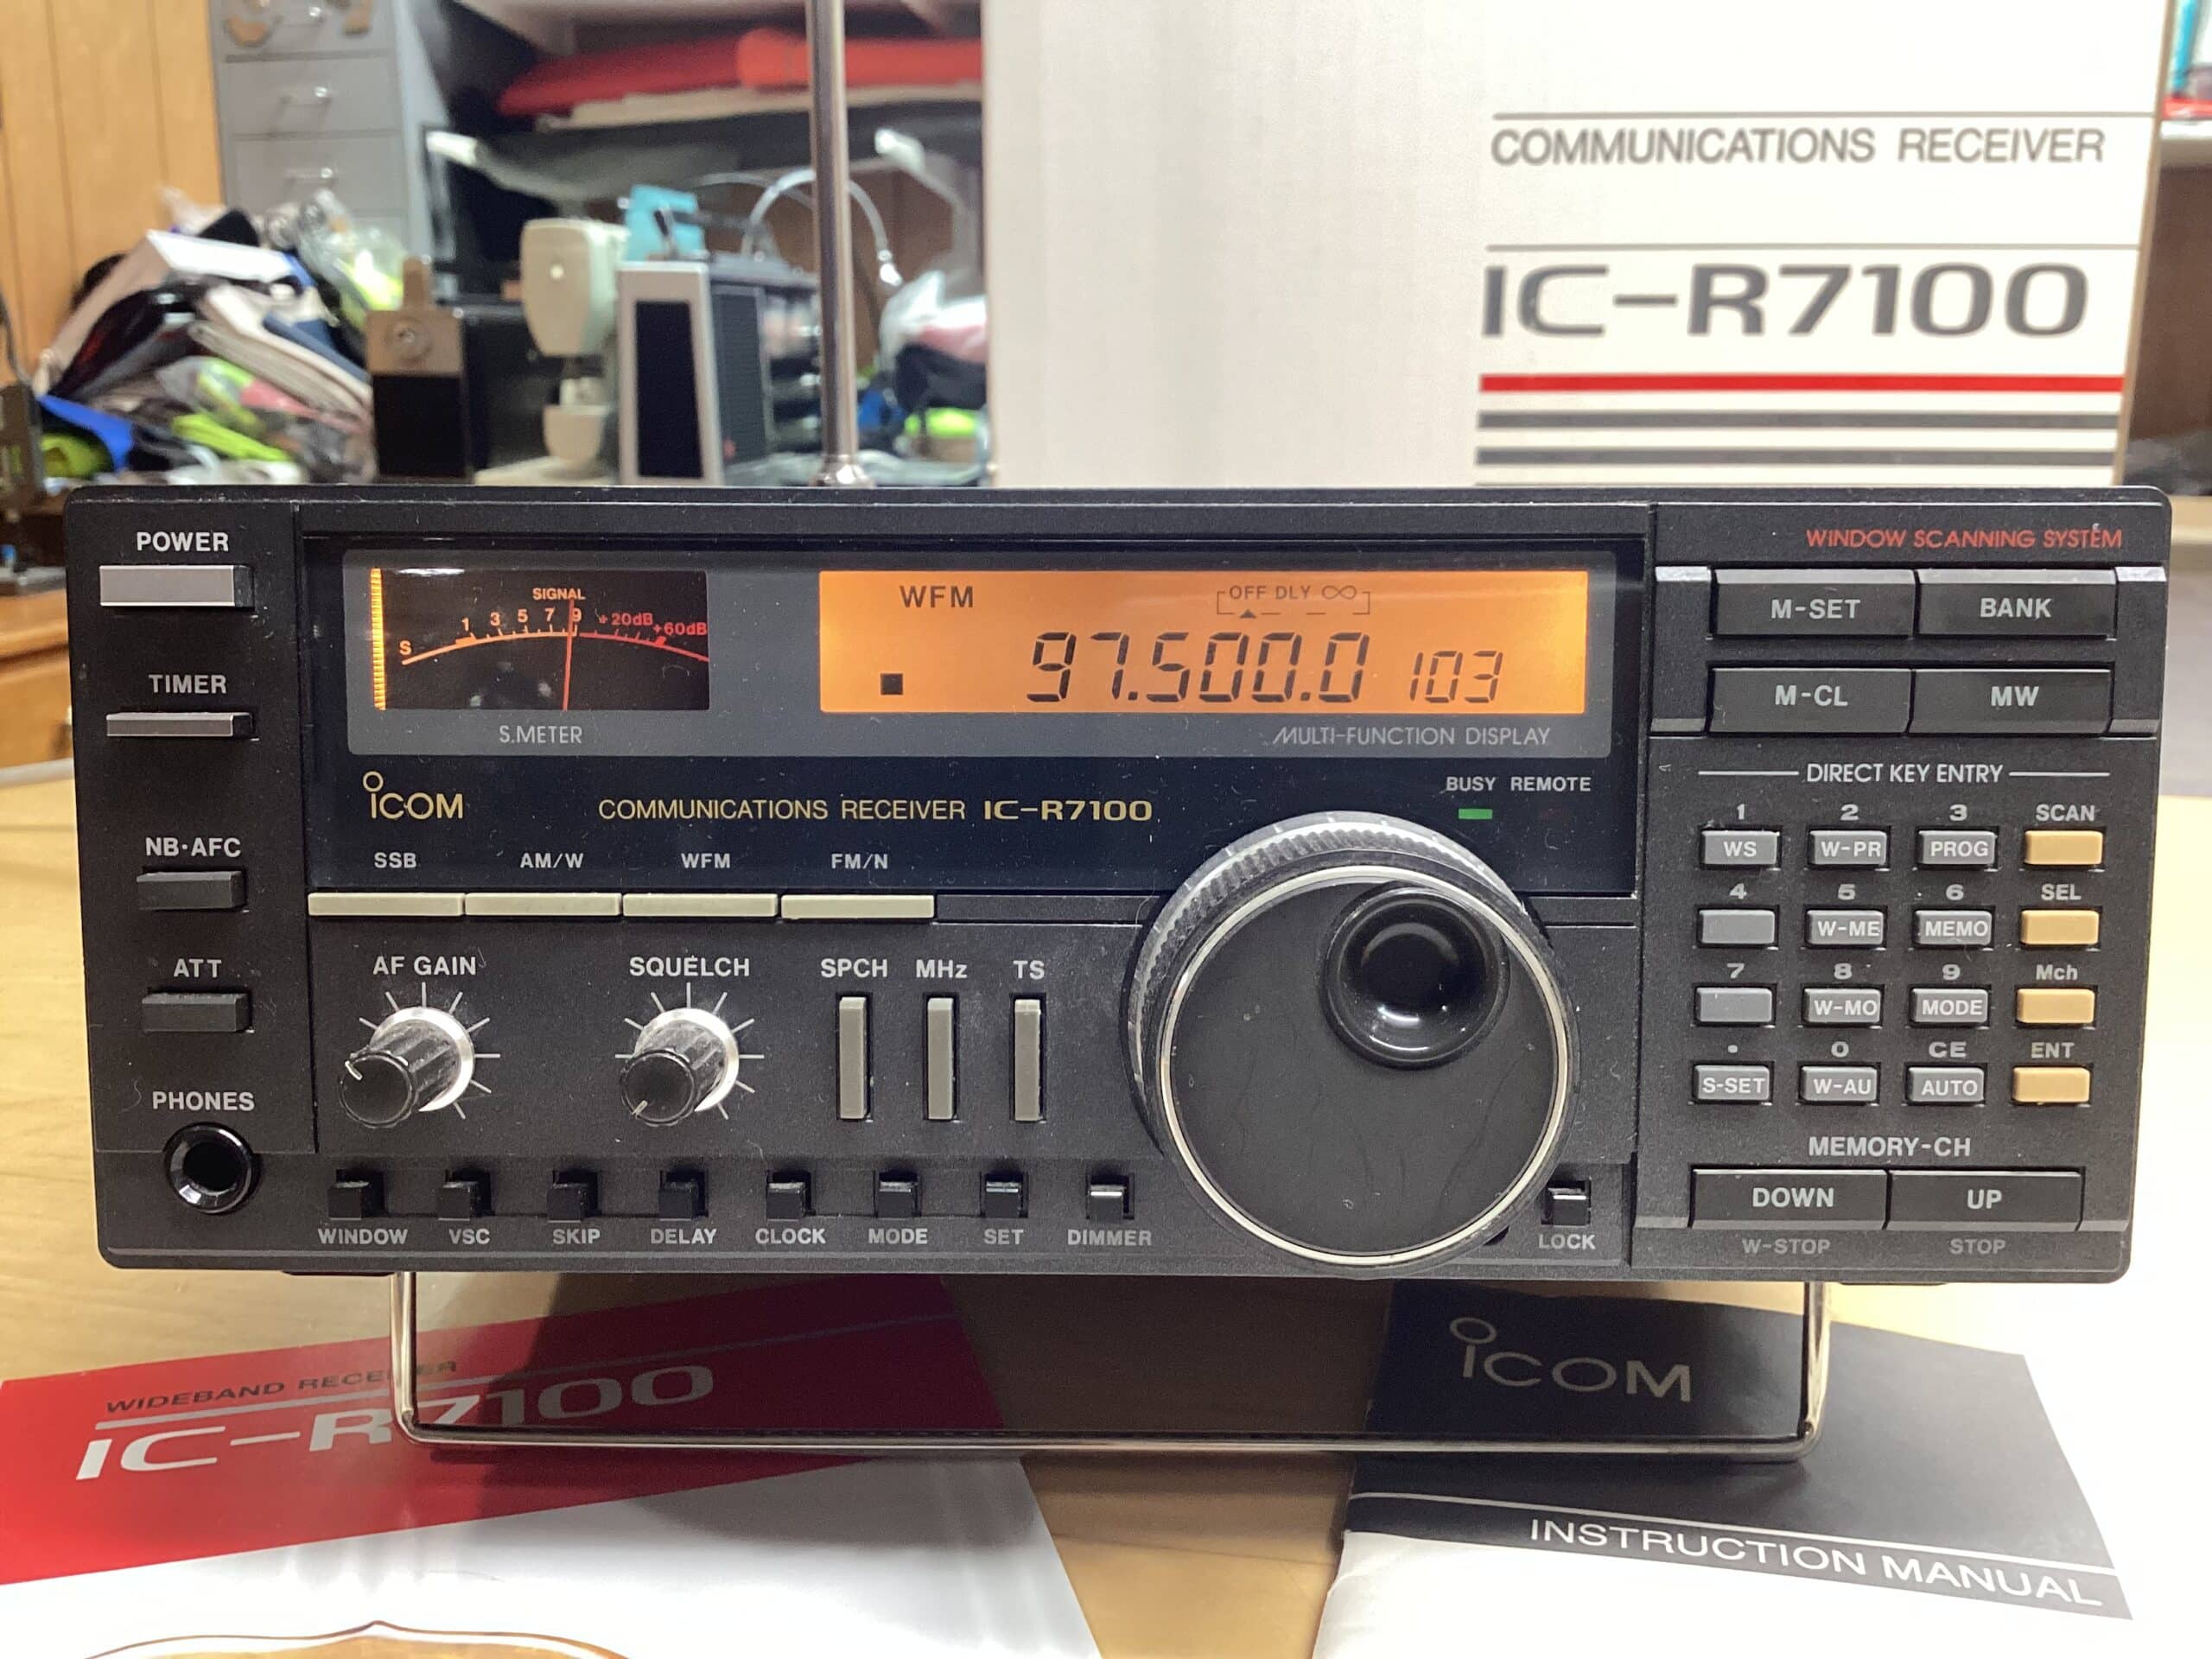 COMMUNICATIONS RECEIVER
IC-R7100
POWER
TIMER
NB·AFC
ATT
PHONES
SIGNAL
S 1 3 5 7 9 +20dB +60dB
S.METER
WFM
OFF DLY ∞
97.500.0 103
MULTI-FUNCTION DISPLAY
ICOM
COMMUNICATIONS RECEIVER IC-R7100
BUSY REMOTE
SSB AM/W WFM FM/N
AF GAIN SQUELCH SPCH MHz TS
WINDOW VSC SKIP DELAY CLOCK MODE SET DIMMER LOCK
WINDOW SCANNING SYSTEM
M-SET BANK
M-CL MW
DIRECT KEY ENTRY
1 2 3 SCAN
WS W-PR PROG
4 5 6 SEL
W-ME MEMO
7 8 9 Mch
W-MO MODE
• 0 CE ENT
S-SET W-AU AUTO
MEMORY-CH
DOWN UP
W-STOP STOP
WIDEBAND RECEIVER
IC-R7100
ICOM
INSTRUCTION MANUAL